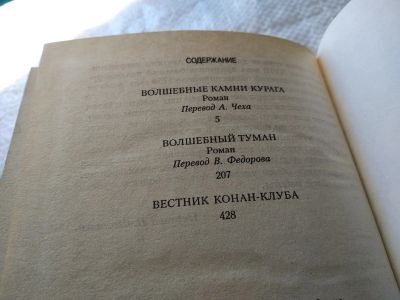 СОДЕРЖАНИЕ
ВОЛШЕБНЫЕ КАМНИ КУРАГА
Роман
Перевод А. Чеха
5
ВОЛШЕБНЫЙ ТУМАН
Роман
Перевод В. Федорова
207
ВЕСТНИК КОНАН-КЛУБА
428